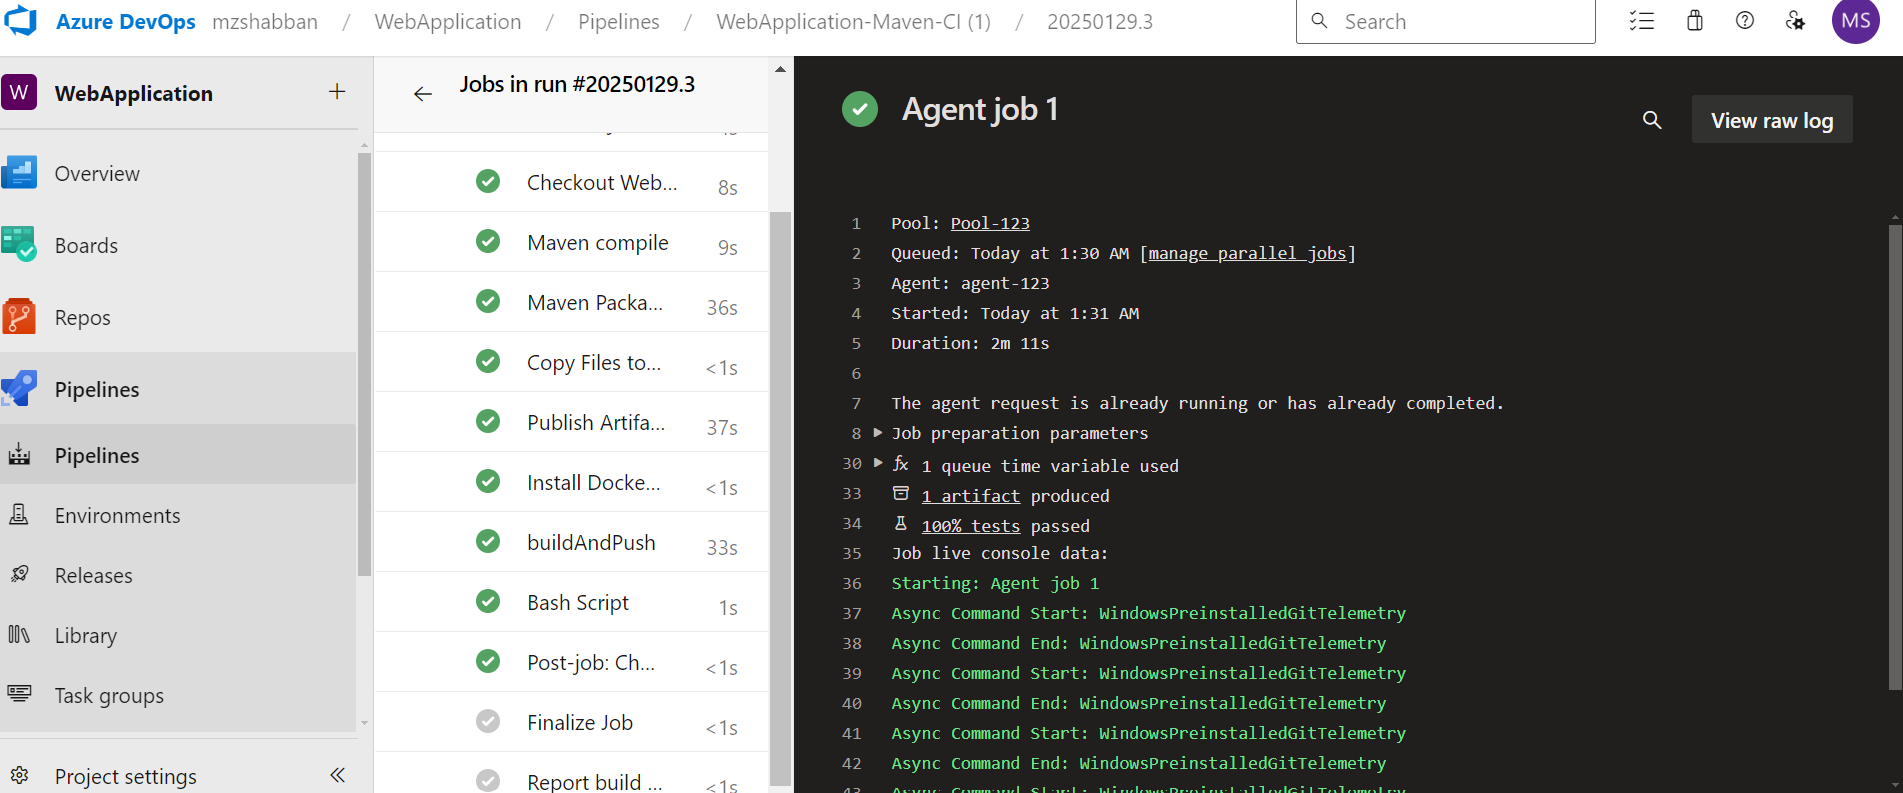 Azure DevOps mzshabban / WebApplication / Pipelines / WebApplication-Maven-CI (1) / 20250129.3
Search
MS
W WebApplication +
Overview
Boards
Repos
Pipelines
Pipelines
Environments
Releases
Library
Task groups
Project settings
Jobs in run #20250129.3
Checkout Web... 8s
Maven compile 9s
Maven Packa... 36s
Copy Files to... <1s
Publish Artifa... 37s
Install Docke... <1s
buildAndPush 33s
Bash Script 1s
Post-job: Ch... <1s
Finalize Job <1s
Report build ... <1s
Agent job 1
View raw log
1 Pool: Pool-123
2 Queued: Today at 1:30 AM [manage parallel jobs]
3 Agent: agent-123
4 Started: Today at 1:31 AM
5 Duration: 2m 11s
6
7 The agent request is already running or has already completed.
8 Job preparation parameters
30 fx 1 queue time variable used
33 1 artifact produced
34 100% tests passed
35 Job live console data:
36 Starting: Agent job 1
37 Async Command Start: WindowsPreinstalledGitTelemetry
38 Async Command End: WindowsPreinstalledGitTelemetry
39 Async Command Start: WindowsPreinstalledGitTelemetry
40 Async Command End: WindowsPreinstalledGitTelemetry
41 Async Command Start: WindowsPreinstalledGitTelemetry
42 Async Command End: WindowsPreinstalledGitTelemetry
43 Async Command Start: WindowsPreinstalledGitTelemetry